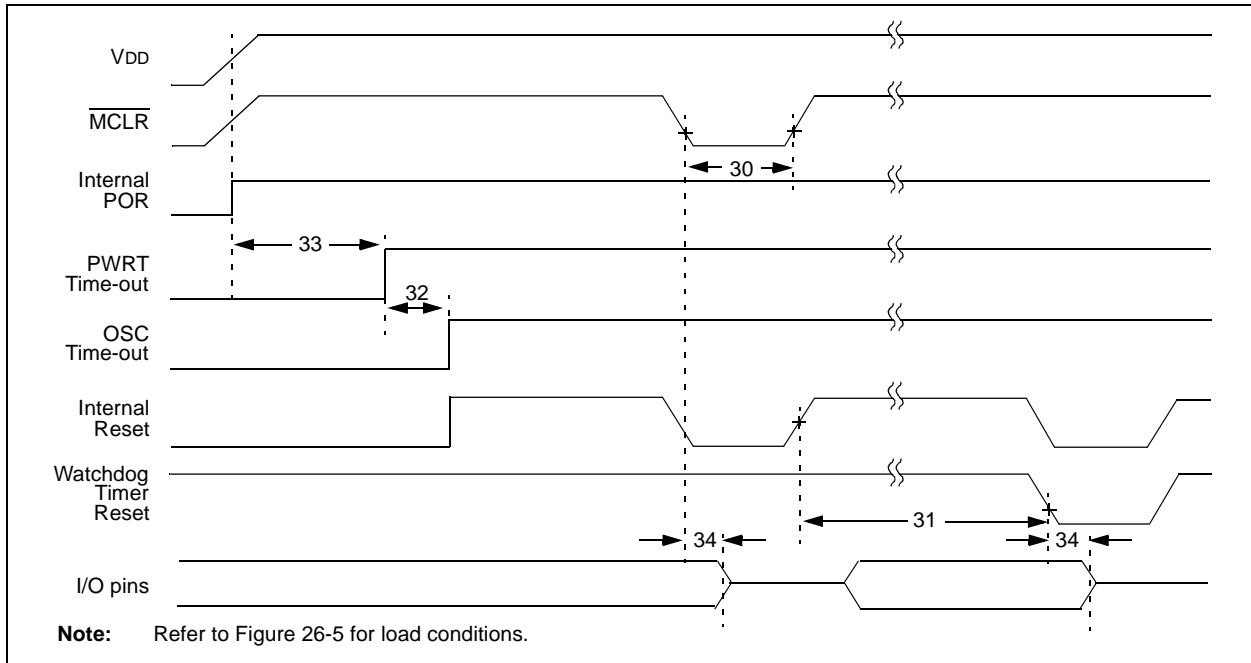 VDD
MCLR
30
Internal
POR
33
PWRT
Time-out
32
OSC
Time-out
Internal
Reset
Watchdog
Timer
Reset
31
34
34
I/O pins
Note: Refer to Figure 26-5 for load conditions.